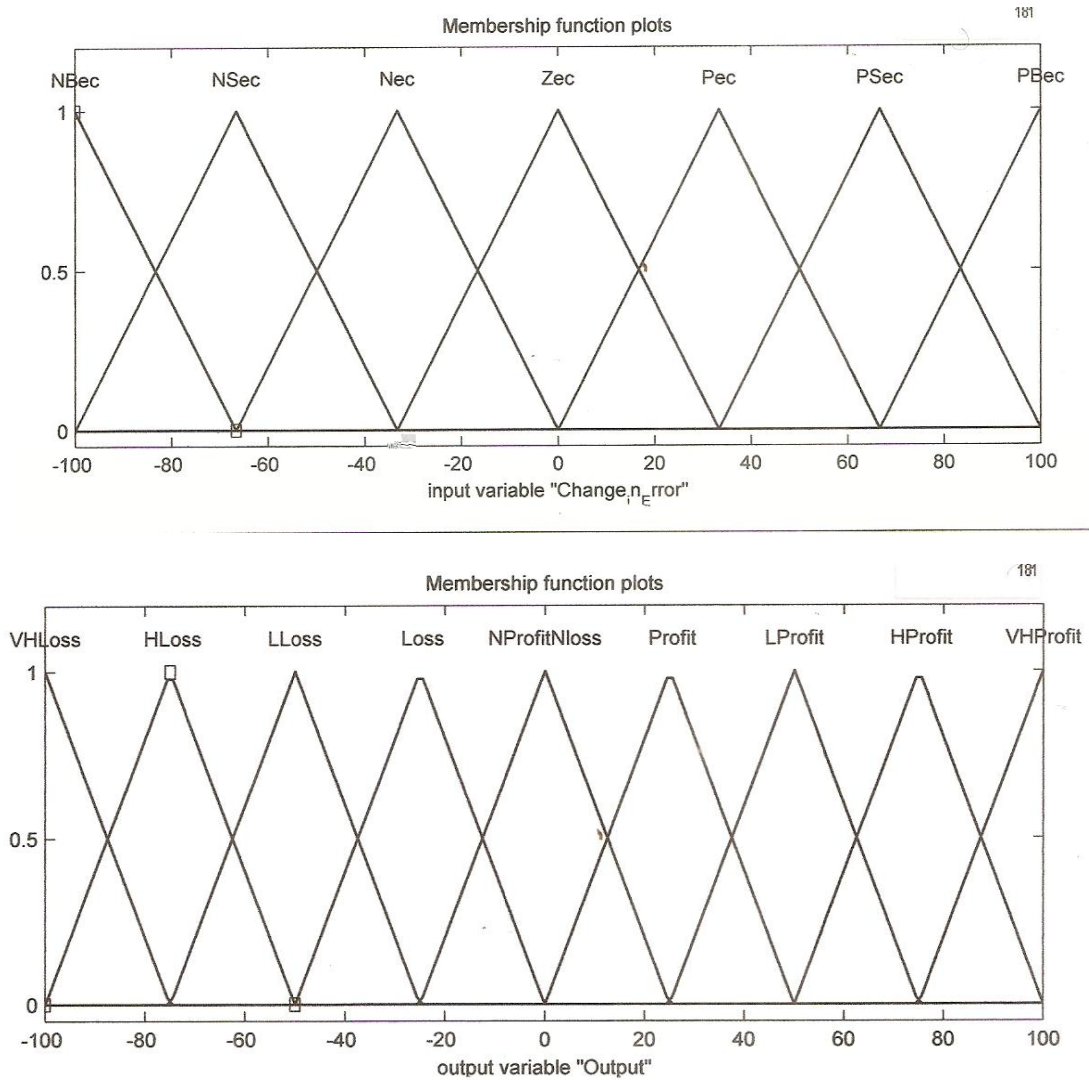 181
Membership function plots
NBec NSec Nec Zec Pec PSec PBec
1
0.5
0
-100 -80 -60 -40 -20 0 20 40 60 80 100
input variable "Change_in_Error"
181
Membership function plots
VHLoss HLoss LLoss Loss NProfitNloss Profit LProfit HProfit VHProfit
1
0.5
0
-100 -80 -60 -40 -20 0 20 40 60 80 100
output variable "Output"